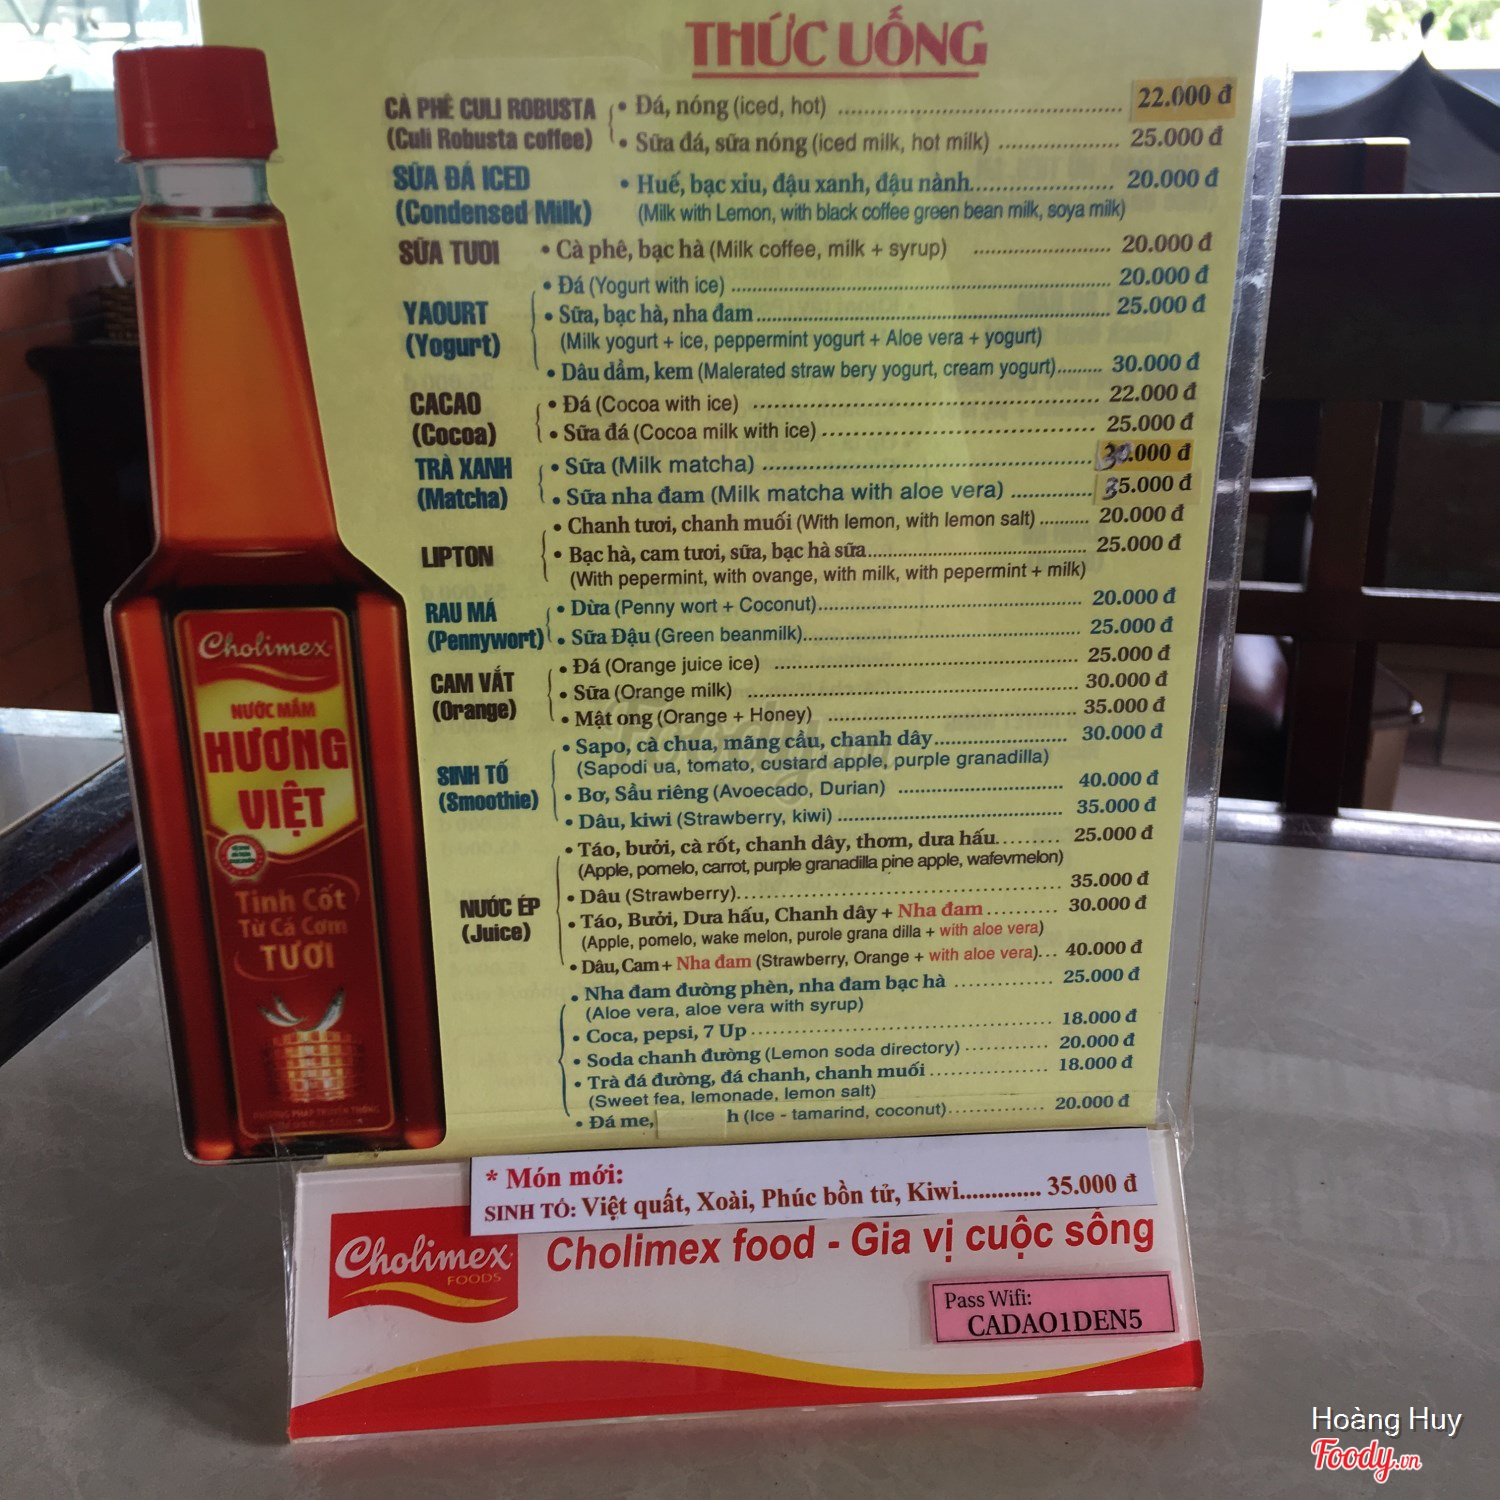 THỨC UỐNG
CÀ PHÊ CULI ROBUSTA • Đá, nóng (iced, hot) 22.000 đ
(Culi Robusta coffee) • Sữa đá, sữa nóng (iced milk, hot milk) 25.000 đ
SỮA ĐÁ ICED • Huế, bạc xiu, đậu xanh, đậu nành 20.000 đ
(Condensed Milk) (Milk with Lemon, with black coffee green bean milk, soya milk)
SỮA TUOI • Cà phê, bạc hà (Milk coffee, milk + syrup) 20.000 đ
• Đá (Yogurt with ice) 20.000 đ
YAOURT • Sữa, bạc hà, nha đam 25.000 đ
(Yogurt) (Milk yogurt + ice, peppermint yogurt + Aloe vera + yogurt)
• Dâu dầm, kem (Malerated straw bery yogurt, cream yogurt) 30.000 đ
CACAO • Đá (Cocoa with ice) 22.000 đ
(Cocoa) • Sữa đá (Cocoa milk with ice) 25.000 đ
TRÀ XANH • Sữa (Milk matcha) 30.000 đ
(Matcha) • Sữa nha đam (Milk matcha with aloe vera) 35.000 đ
• Chanh tươi, chanh muối (With lemon, with lemon salt) 20.000 đ
LIPTON • Bạc hà, cam tươi, sữa, bạc hà sữa 25.000 đ
(With pepermint, with ovange, with milk, with pepermint + milk)
RAU MÁ • Dừa (Penny wort + Coconut) 20.000 đ
(Pennywort) • Sữa Đậu (Green beanmilk) 25.000 đ
• Đá (Orange juice ice) 25.000 đ
CAM VẮT • Sữa (Orange milk) 30.000 đ
(Orange) • Mật ong (Orange + Honey) 35.000 đ
• Sapo, cà chua, mãng cầu, chanh dây 30.000 đ
SINH TỐ (Sapodi ua, tomato, custard apple, purple granadilla)
(Smoothie) • Bơ, Sầu riêng (Avoecado, Durian) 40.000 đ
• Dâu, kiwi (Strawberry, kiwi) 35.000 đ
• Táo, bưởi, cà rốt, chanh dây, thơm, dưa hấu 25.000 đ
(Apple, pomelo, carrot, purple granadilla pine apple, wafevmelon)
• Dâu (Strawberry) 35.000 đ
NƯỚC ÉP • Táo, Bưởi, Dưa hấu, Chanh dây + Nha đam 30.000 đ
(Juice) (Apple, pomelo, wake melon, purole grana dilla + with aloe vera)
• Dâu, Cam + Nha đam (Strawberry, Orange + with aloe vera) 40.000 đ
• Nha đam đường phèn, nha đam bạc hà 25.000 đ
(Aloe vera, aloe vera with syrup)
• Coca, pepsi, 7 Up 18.000 đ
• Soda chanh đường (Lemon soda directory) 20.000 đ
• Trà đá đường, đá chanh, chanh muối 18.000 đ
(Sweet fea, lemonade, lemon salt)
• Đá me, h (Ice - tamarind, coconut) 20.000 đ
* Món mới:
SINH TỐ: Việt quất, Xoài, Phúc bồn tử, Kiwi 35.000 đ
Cholimex
FOODS
Cholimex food - Gia vị cuộc sống
Pass Wifi:
CADAO1DEN5
Cholimex
FOODS
NƯỚC MẮM
HƯƠNG
VIỆT
Tinh Cốt
Từ Cá Cơm
TƯƠI
Foody.vn
Hoàng Huy
Foody.vn